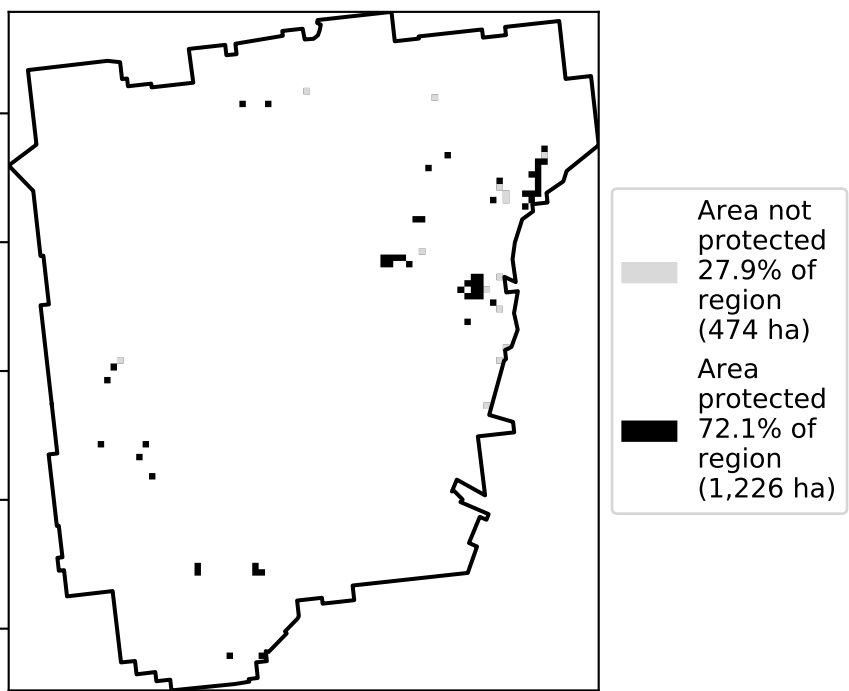 Area not
protected
27.9% of
region
(474 ha)
Area
protected
72.1% of
region
(1,226 ha)